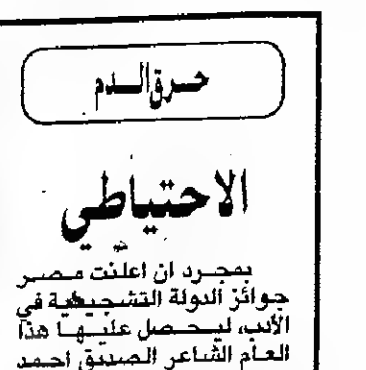 حرق الدم
الاحتياطي
بمجرد ان اعلنت مصر
جوائز الدولة التشجيعية في
الأدب، ليحصل عليها هذا
العام الشاعر الصديق احمد